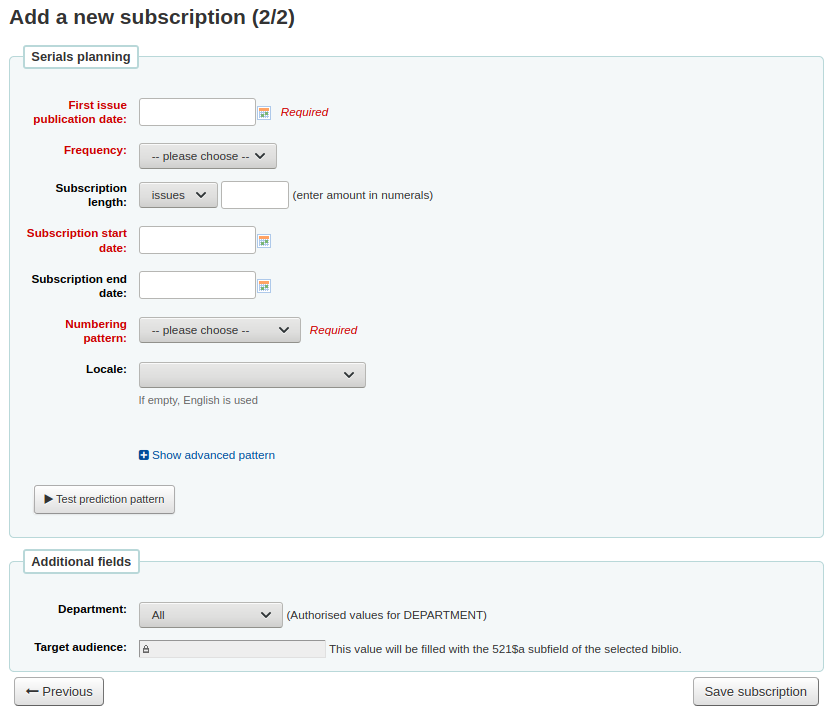 Add a new subscription (2/2)
Serials planning
First issue
publication date:
Required
Frequency:
-- please choose --
Subscription
length:
issues
(enter amount in numerals)
Subscription start
date:
Subscription end
date:
Numbering
pattern:
-- please choose --
Required
Locale:
If empty, English is used
Show advanced pattern
Test prediction pattern
Additional fields
Department:
All
(Authorised values for DEPARTMENT)
Target audience:
This value will be filled with the 521$a subfield of the selected biblio.
Previous
Save subscription